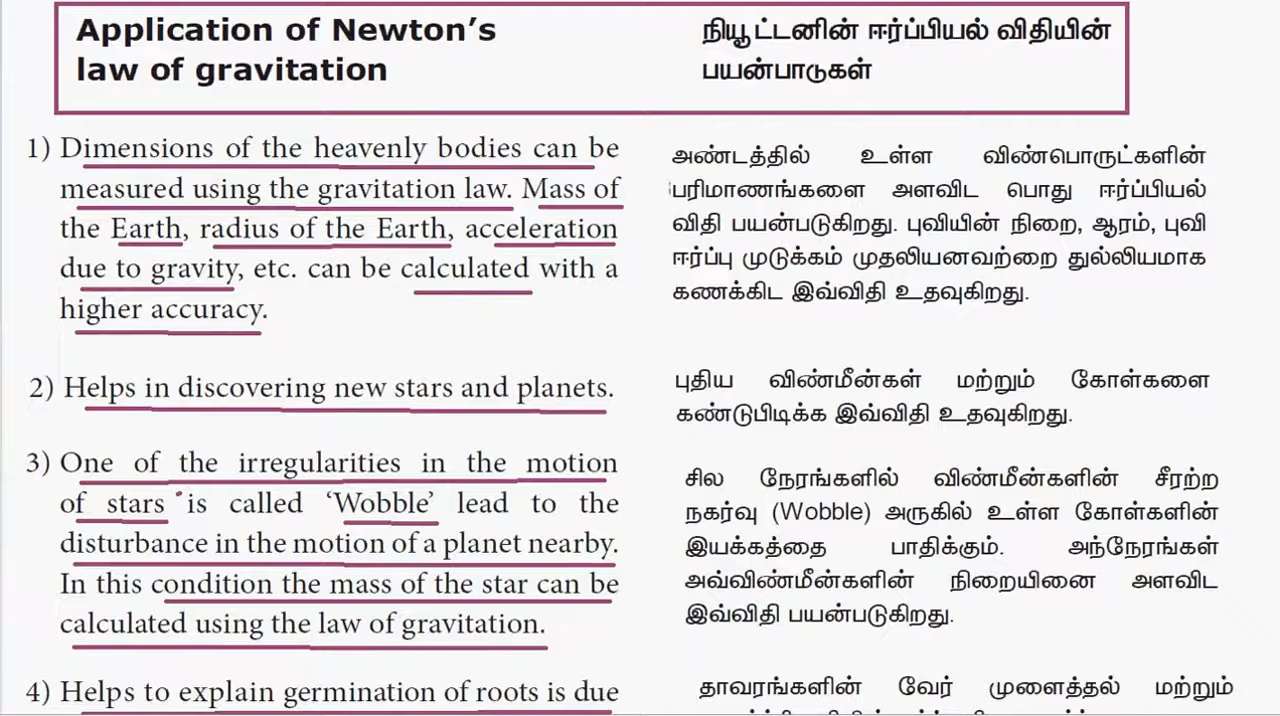 Application of Newton's
law of gravitation
நியூட்டனின் ஈர்ப்பியல் விதியின்
பயன்பாடுகள்
1) Dimensions of the heavenly bodies can be
measured using the gravitation law. Mass of
the Earth, radius of the Earth, acceleration
due to gravity, etc. can be calculated with a
higher accuracy.
அண்டத்தில் உள்ள விண்பொருட்களின்
பரிமாணங்களை அளவிட பொது ஈர்ப்பியல்
விதி பயன்படுகிறது. புவியின் நிறை, ஆரம், புவி
ஈர்ப்பு முடுக்கம் முதலியனவற்றை துல்லியமாக
கணக்கிட இவ்விதி உதவுகிறது.
2) Helps in discovering new stars and planets.
புதிய விண்மீன்கள் மற்றும் கோள்களை
கண்டுபிடிக்க இவ்விதி உதவுகிறது.
3) One of the irregularities in the motion
of stars is called 'Wobble' lead to the
disturbance in the motion of a planet nearby.
In this condition the mass of the star can be
calculated using the law of gravitation.
சில நேரங்களில் விண்மீன்களின் சீரற்ற
நகர்வு (Wobble) அருகில் உள்ள கோள்களின்
இயக்கத்தை பாதிக்கும். அந்நேரங்கள்
அவ்விண்மீன்களின் நிறையினை அளவிட
இவ்விதி பயன்படுகிறது.
4) Helps to explain germination of roots is due
தாவரங்களின் வேர் முளைத்தல் மற்றும்